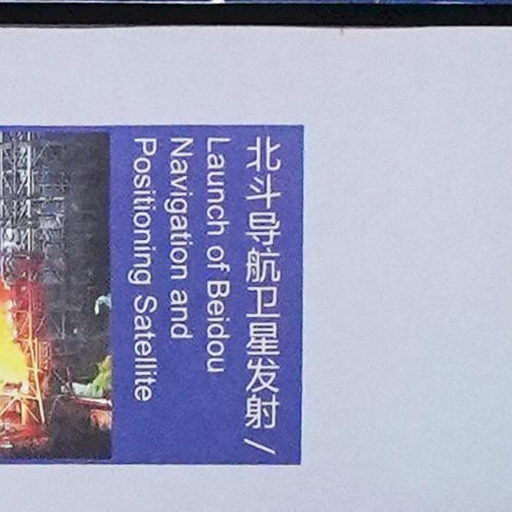 北斗导航卫星发射 /
Launch of Beidou
Navigation and
Positioning Satellite